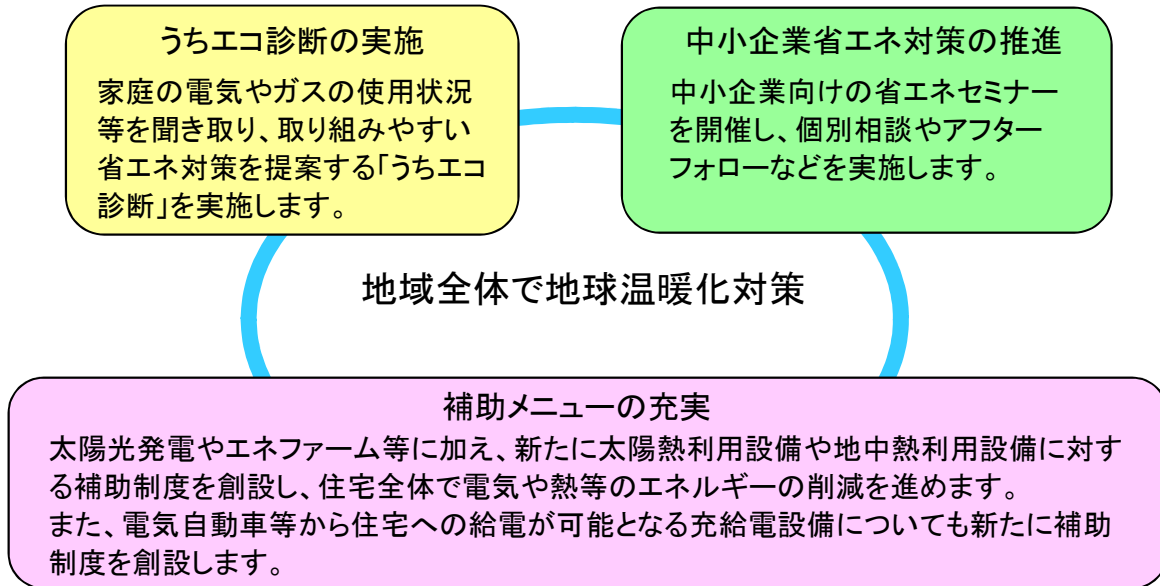 うちエコ診断の実施
家庭の電気やガスの使用状況
等を聞き取り、取り組みやすい
省エネ対策を提案する「うちエコ
診断」を実施します。
中小企業省エネ対策の推進
中小企業向けの省エネセミナー
を開催し、個別相談やアフター
フォローなどを実施します。
地域全体で地球温暖化対策
補助メニューの充実
太陽光発電やエネファーム等に加え、新たに太陽熱利用設備や地中熱利用設備に対す
る補助制度を創設し、住宅全体で電気や熱等のエネルギーの削減を進めます。
また、電気自動車等から住宅への給電が可能となる充給電設備についても新たに補助
制度を創設します。